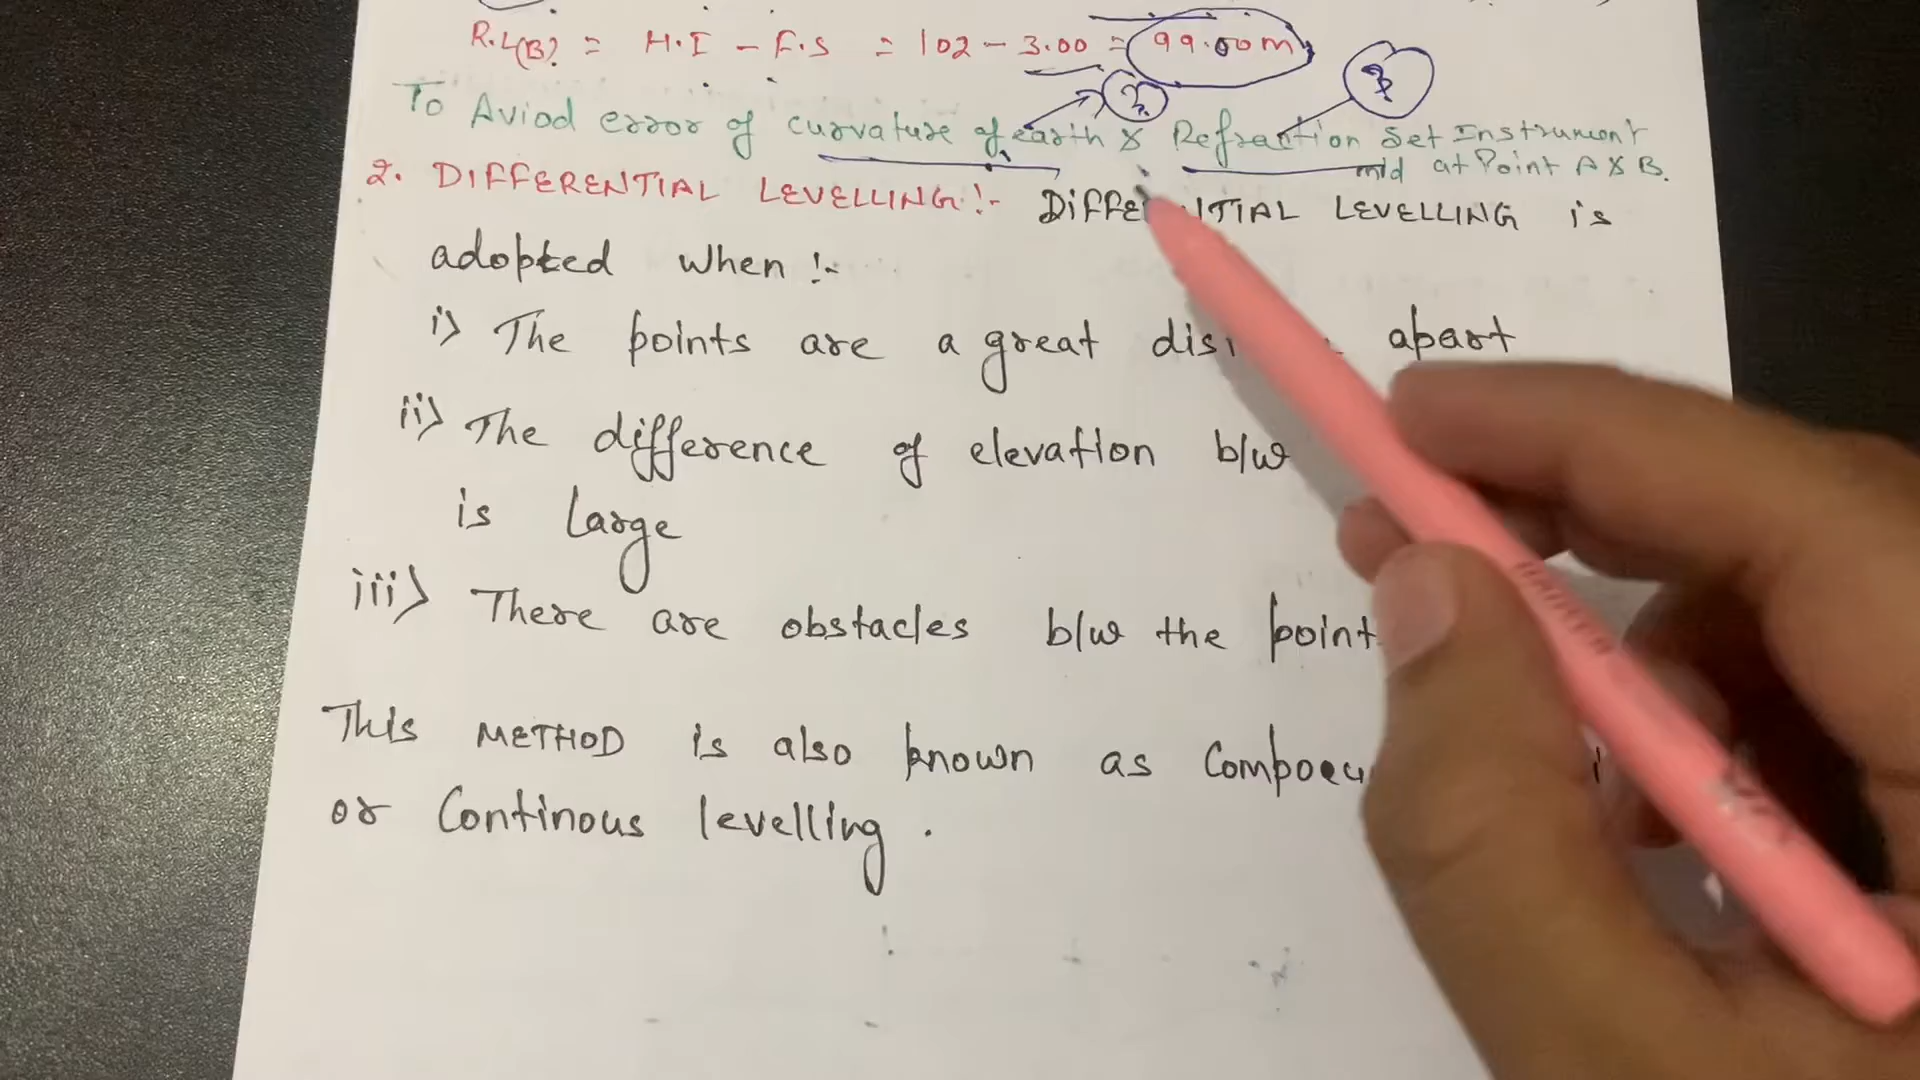 R.L(B) = H.I - F.S = 102 - 3.00 = 99.00m
To Aviod error of curvature of earth & Refraction Set Instrument
mid at Point A & B.
2. DIFFERENTIAL LEVELLING :- DIFFE ITIAL LEVELLING is
adopted when :-
i) The points are a great dis apart
ii) The difference of elevation b/w
is large
iii) There are obstacles b/w the point
This METHOD is also known as Compou
or Continous levelling .